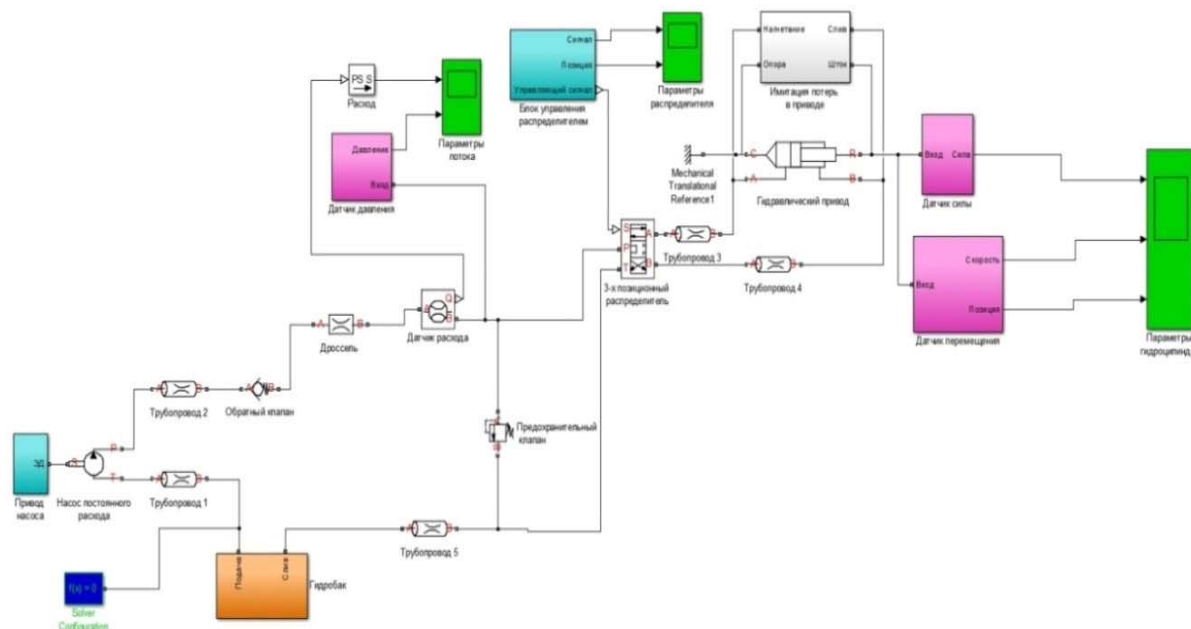 Нагнетание
Слив
Опора
Шток
Имитация потерь
в приводе
Сигнал
Позиция
Управляющий сигнал
Блок управления
распределителем
Параметры
распределителя
PS S
Расход
Давление
Вход
Датчик давления
Параметры
потока
C
R
A
B
Mechanical
Translational
Reference1
Гидравлический привод
Вход
Сила
Датчик силы
Скорость
Вход
Позиция
Датчик перемещения
Параметры
гидроцилинд
S
P
T
A
B
3-х позиционный
распределитель
A
B
Трубопровод 3
A
B
Трубопровод 4
Q
A
B
Датчик расхода
A
B
Дроссель
A
B
Трубопровод 2
A
B
Обратный клапан
Предохранительный
клапан
Привод
насоса
S
P
T
Насос постоянного
расхода
A
B
Трубопровод 1
A
B
Трубопровод 5
f(x) = 0
Solver
Configuration
Подача
Слив
Гидробак